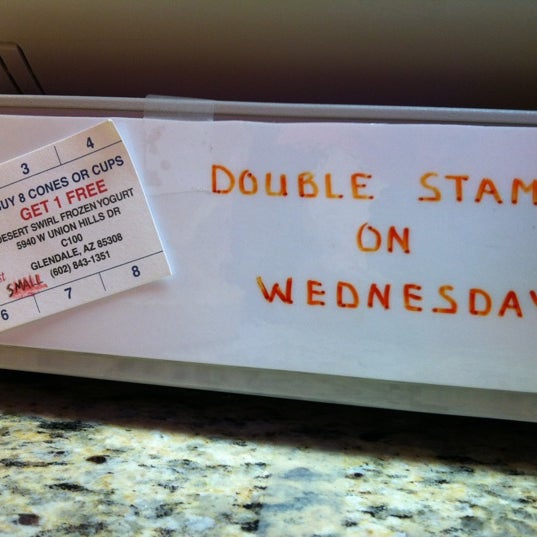 3 4
BUY 8 CONES OR CUPS
GET 1 FREE
DESERT SWIRL FROZEN YOGURT
5940 W UNION HILLS DR
C100
GLENDALE, AZ 85308
(602) 843-1351
SMALL
6 7 8
DOUBLE STAM
ON
WEDNESDAY